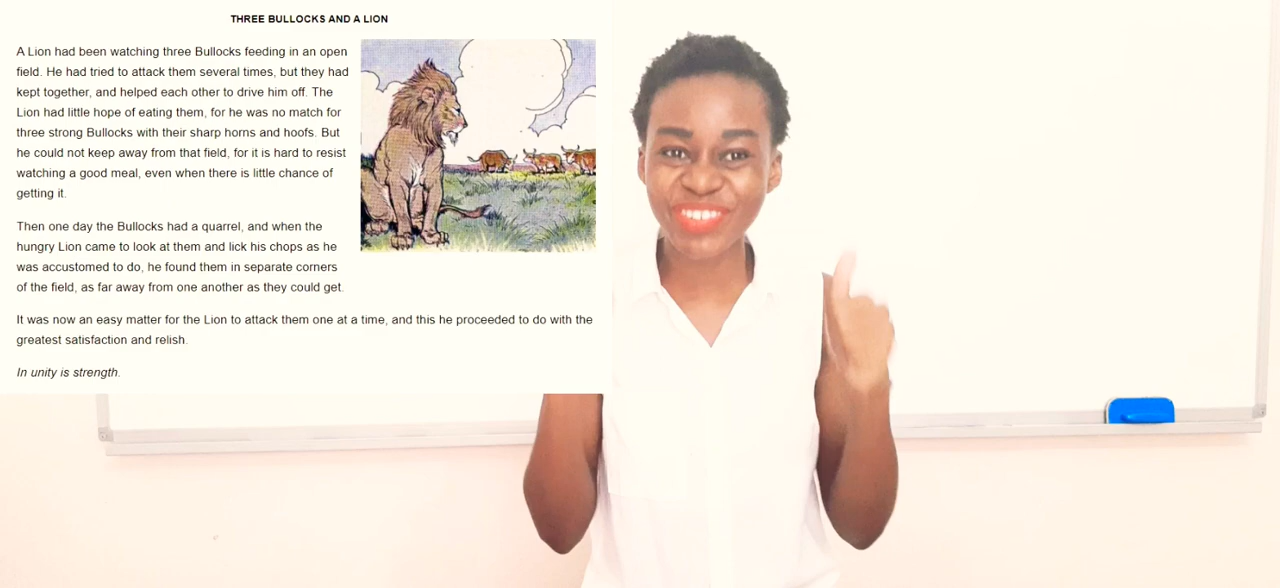 THREE BULLOCKS AND A LION
A Lion had been watching three Bullocks feeding in an open
field. He had tried to attack them several times, but they had
kept together, and helped each other to drive him off. The
Lion had little hope of eating them, for he was no match for
three strong Bullocks with their sharp horns and hoofs. But
he could not keep away from that field, for it is hard to resist
watching a good meal, even when there is little chance of
getting it.
Then one day the Bullocks had a quarrel, and when the
hungry Lion came to look at them and lick his chops as he
was accustomed to do, he found them in separate corners
of the field, as far away from one another as they could get.
It was now an easy matter for the Lion to attack them one at a time, and this he proceeded to do with the
greatest satisfaction and relish.
In unity is strength.